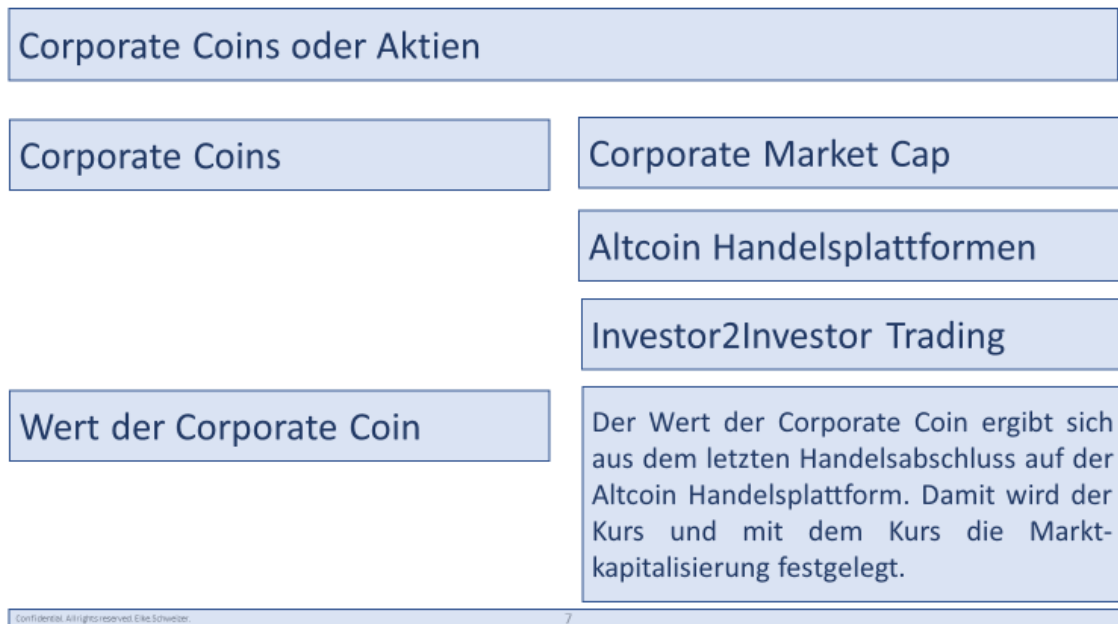 Corporate Coins oder Aktien
Corporate Coins
Corporate Market Cap
Altcoin Handelsplattformen
Investor2Investor Trading
Wert der Corporate Coin
Der Wert der Corporate Coin ergibt sich
aus dem letzten Handelsabschluss auf der
Altcoin Handelsplattform. Damit wird der
Kurs und mit dem Kurs die Markt-
kapitalisierung festgelegt.
Confidential. All rights reserved. Elke Schweizer.
7